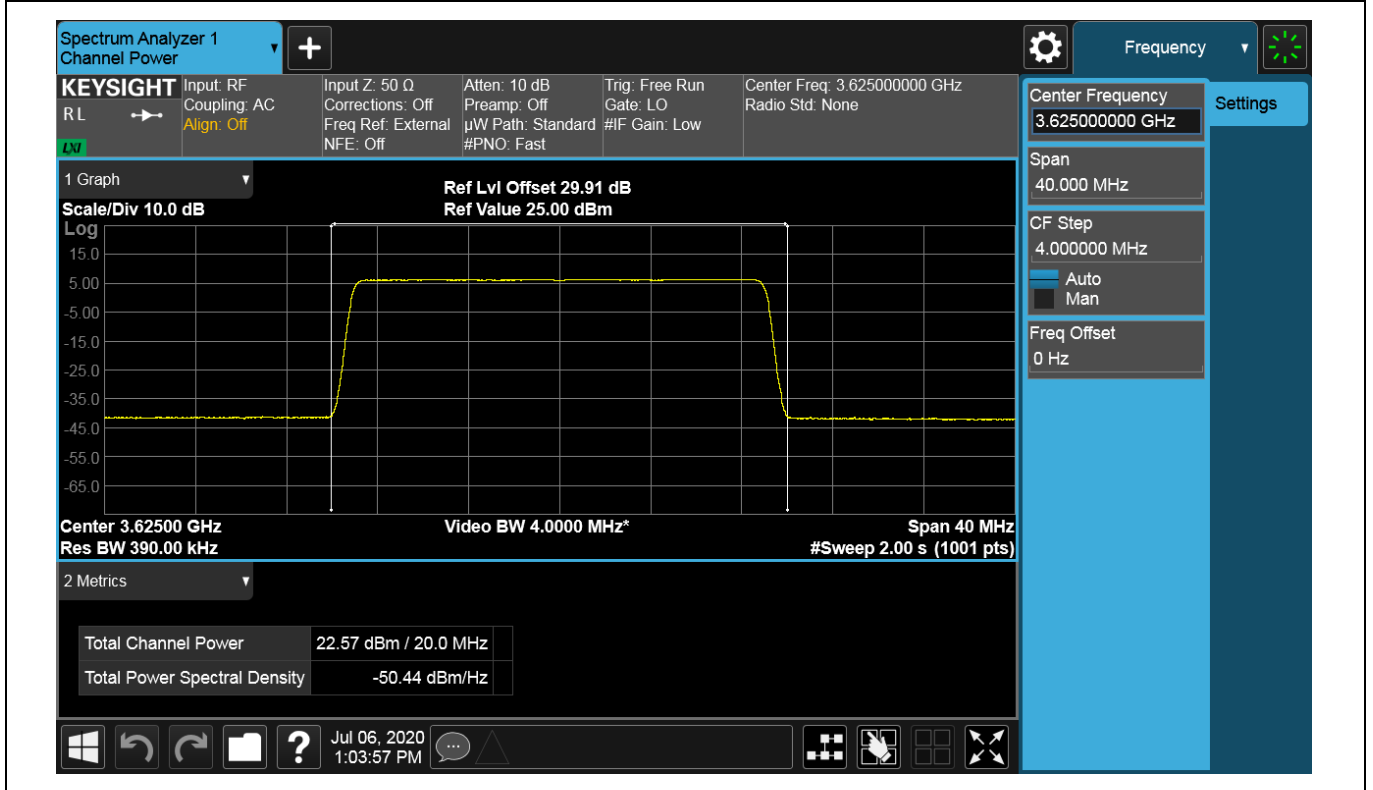 Spectrum Analyzer 1
Channel Power
+
Frequency
KEYSIGHT
RL
LXI
Input: RF
Coupling: AC
Align: Off
Input Z: 50 Ω
Corrections: Off
Freq Ref: External
NFE: Off
Atten: 10 dB
Preamp: Off
µW Path: Standard
#PNO: Fast
Trig: Free Run
Gate: LO
#IF Gain: Low
Center Freq: 3.625000000 GHz
Radio Std: None
Center Frequency
3.625000000 GHz
Settings
Span
40.000 MHz
CF Step
4.000000 MHz
Auto
Man
Freq Offset
0 Hz
1 Graph
Scale/Div 10.0 dB
Ref Lvl Offset 29.91 dB
Ref Value 25.00 dBm
Log
15.0
5.00
-5.00
-15.0
-25.0
-35.0
-45.0
-55.0
-65.0
Center 3.62500 GHz
Video BW 4.0000 MHz*
Span 40 MHz
Res BW 390.00 kHz
#Sweep 2.00 s (1001 pts)
2 Metrics
Total Channel Power 22.57 dBm / 20.0 MHz
Total Power Spectral Density -50.44 dBm/Hz
?
Jul 06, 2020
1:03:57 PM